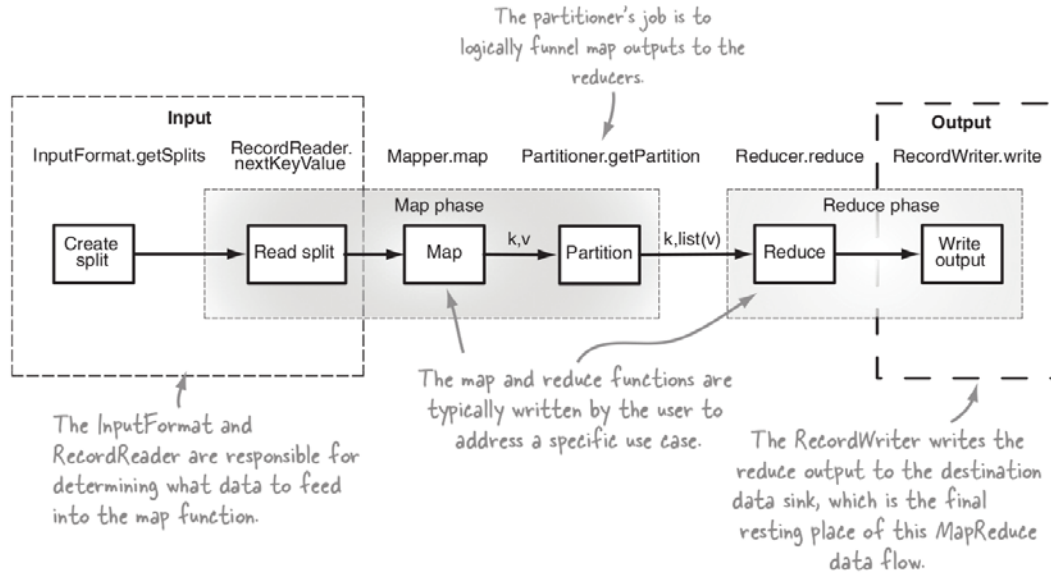 The partitioner's job is to
logically funnel map outputs to the
reducers.
Input
Output
InputFormat.getSplits
RecordReader.
nextKeyValue
Mapper.map
Partitioner.getPartition
Reducer.reduce
RecordWriter.write
Map phase
Reduce phase
Create
split
Read split
Map
k,v
Partition
k,list(v)
Reduce
Write
output
The InputFormat and
RecordReader are responsible for
determining what data to feed
into the map function.
The map and reduce functions are
typically written by the user to
address a specific use case.
The RecordWriter writes the
reduce output to the destination
data sink, which is the final
resting place of this MapReduce
data flow.